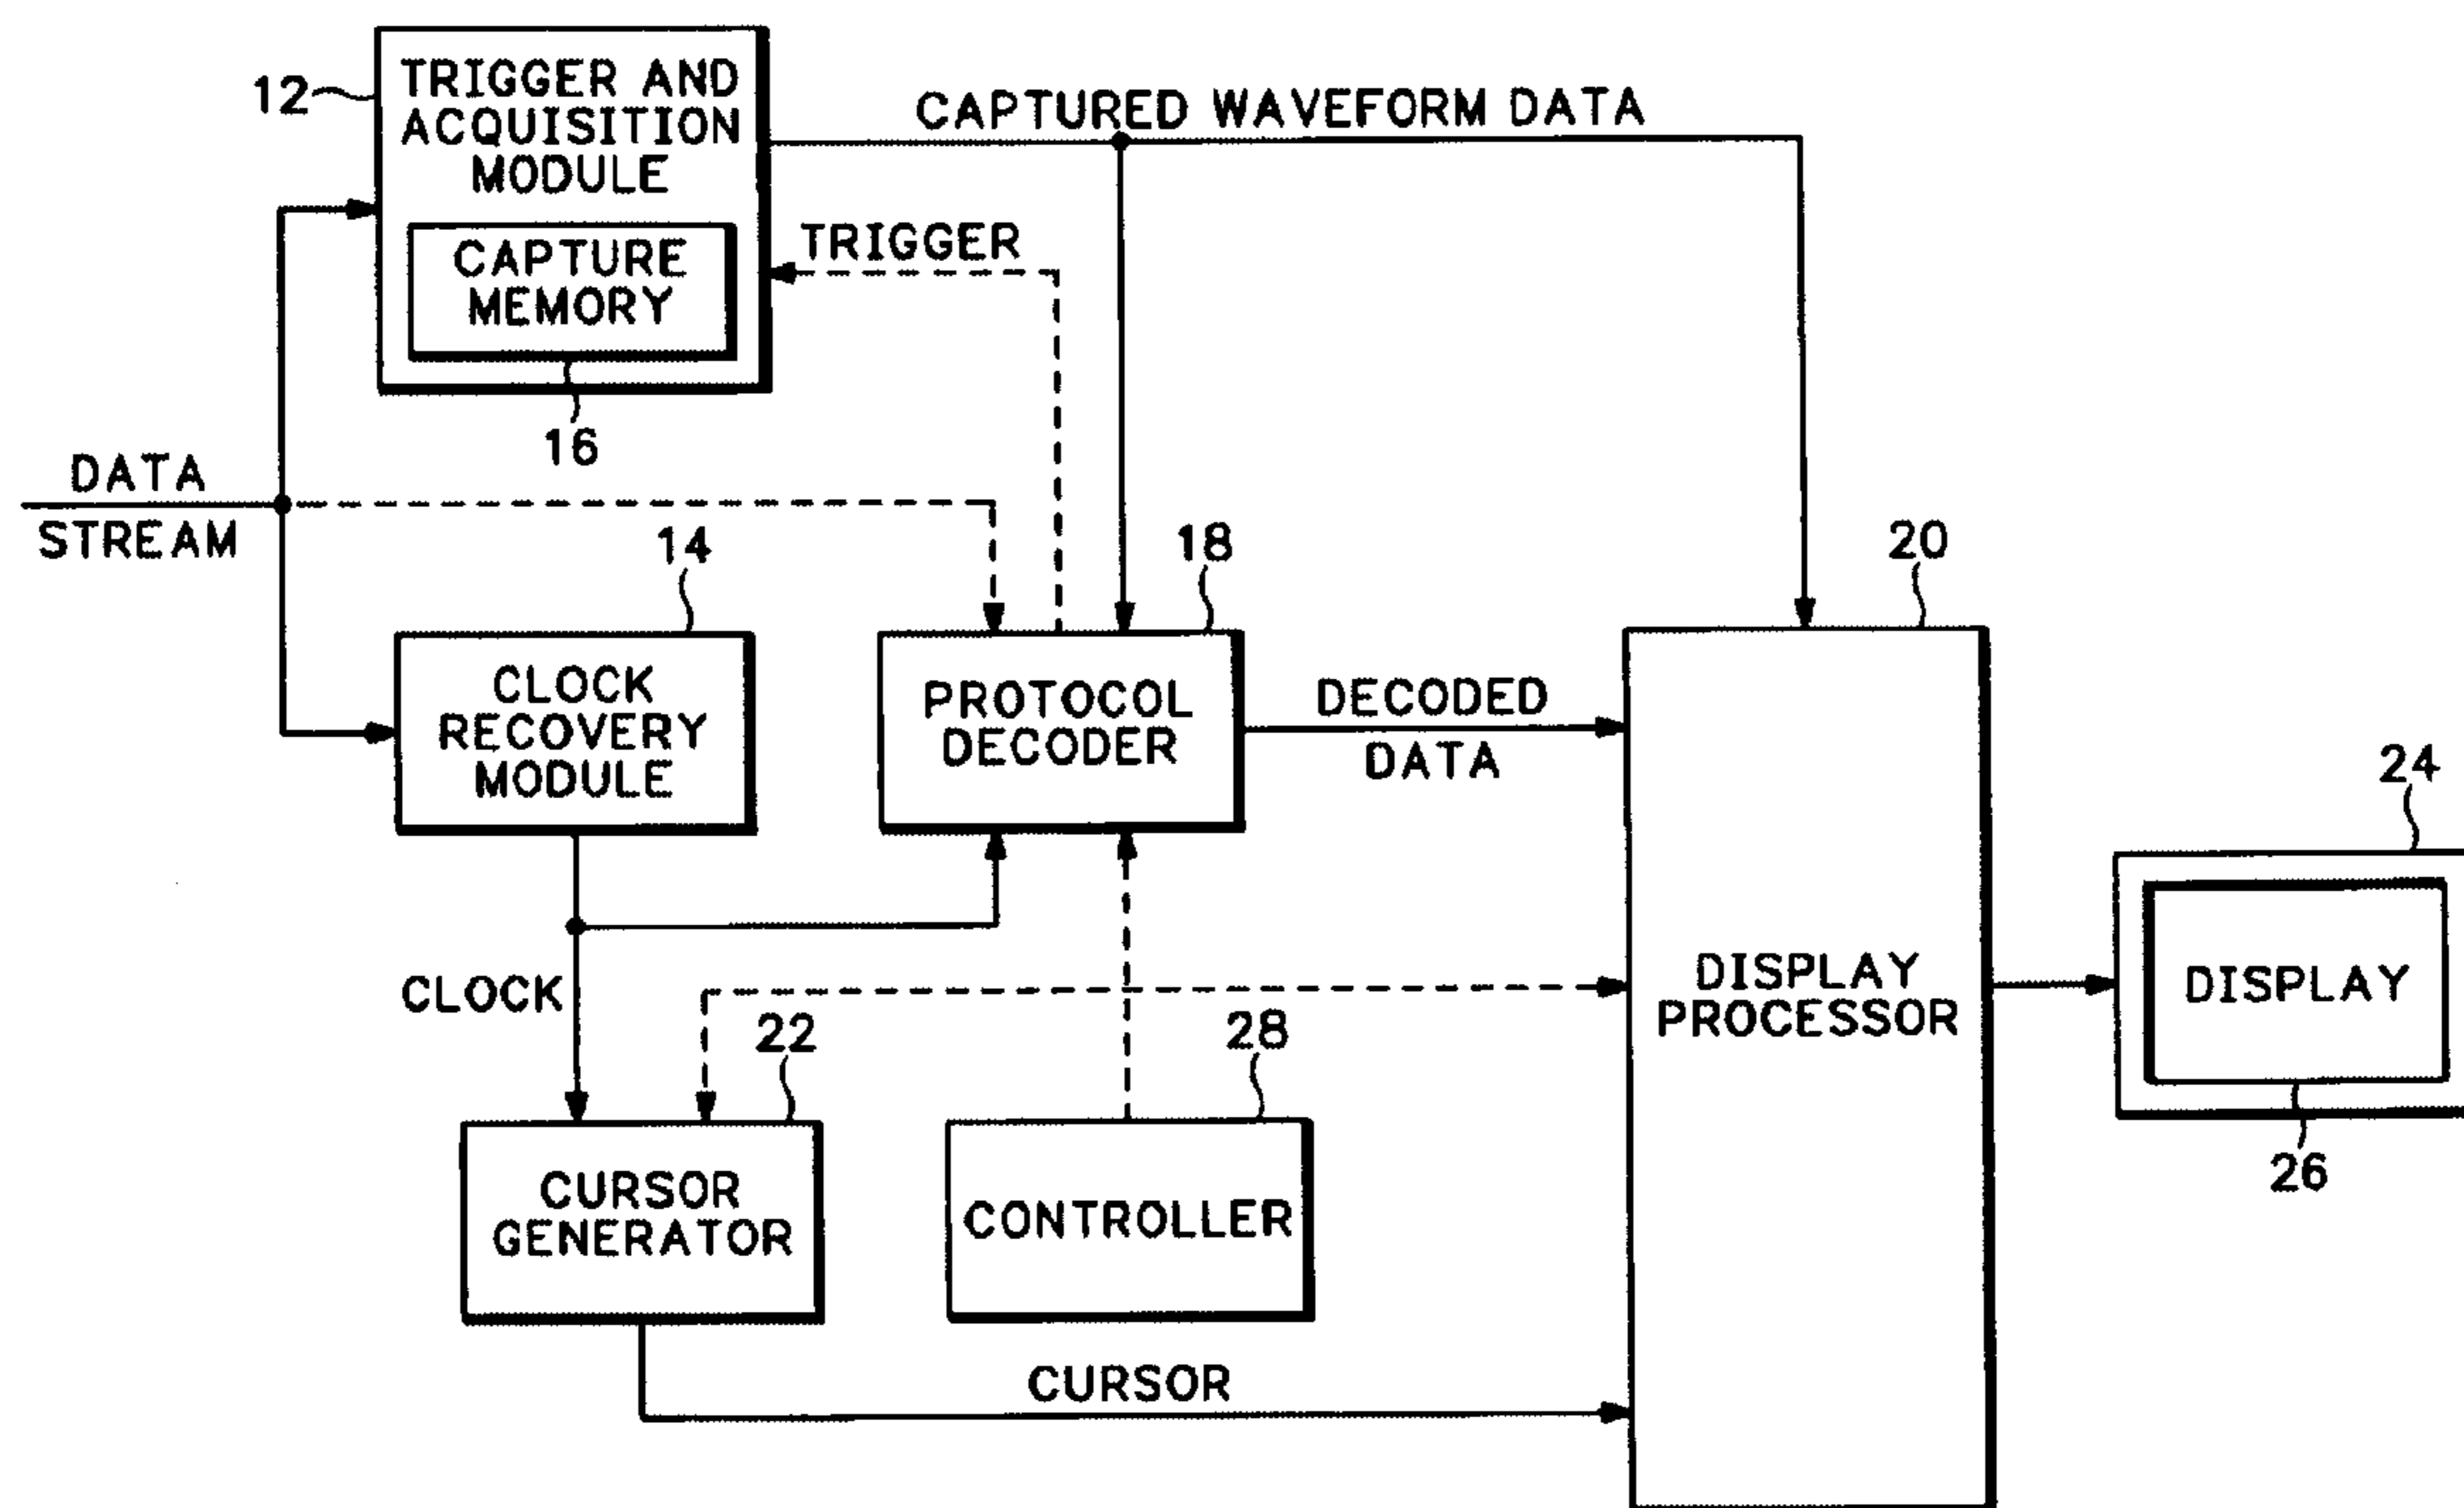 12
TRIGGER AND
ACQUISITION
MODULE
CAPTURE
MEMORY
16
CAPTURED WAVEFORM DATA
TRIGGER
DATA
STREAM
14
CLOCK
RECOVERY
MODULE
18
PROTOCOL
DECODER
DECODED
DATA
20
DISPLAY
PROCESSOR
24
DISPLAY
26
CLOCK
22
CURSOR
GENERATOR
28
CONTROLLER
CURSOR